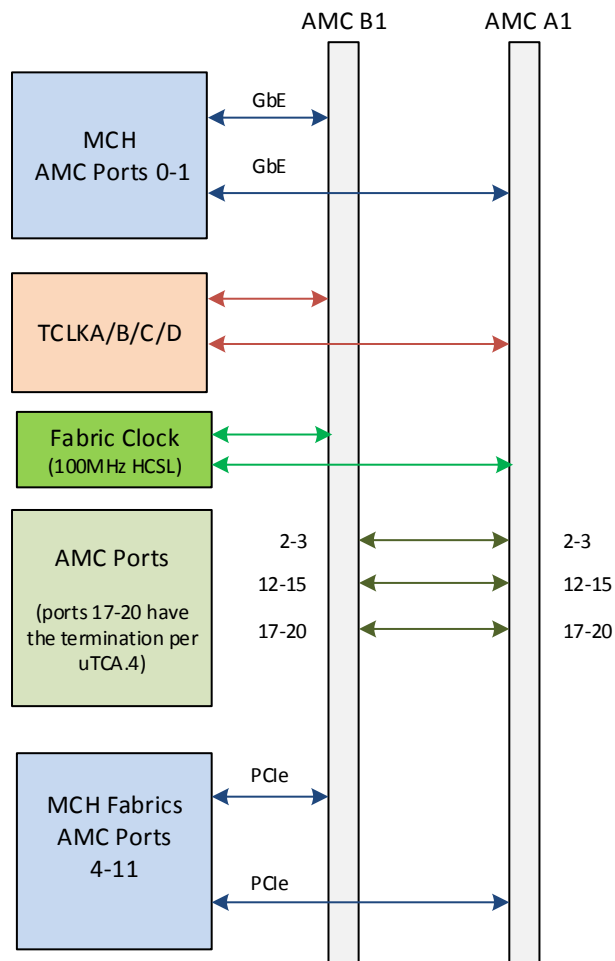 AMC B1
AMC A1
GbE
MCH
AMC Ports 0-1
GbE
TCLKA/B/C/D
Fabric Clock
(100MHz HCSL)
AMC Ports
(ports 17-20 have
the termination per
uTCA.4)
2-3
2-3
12-15
12-15
17-20
17-20
PCIe
MCH Fabrics
AMC Ports
4-11
PCIe